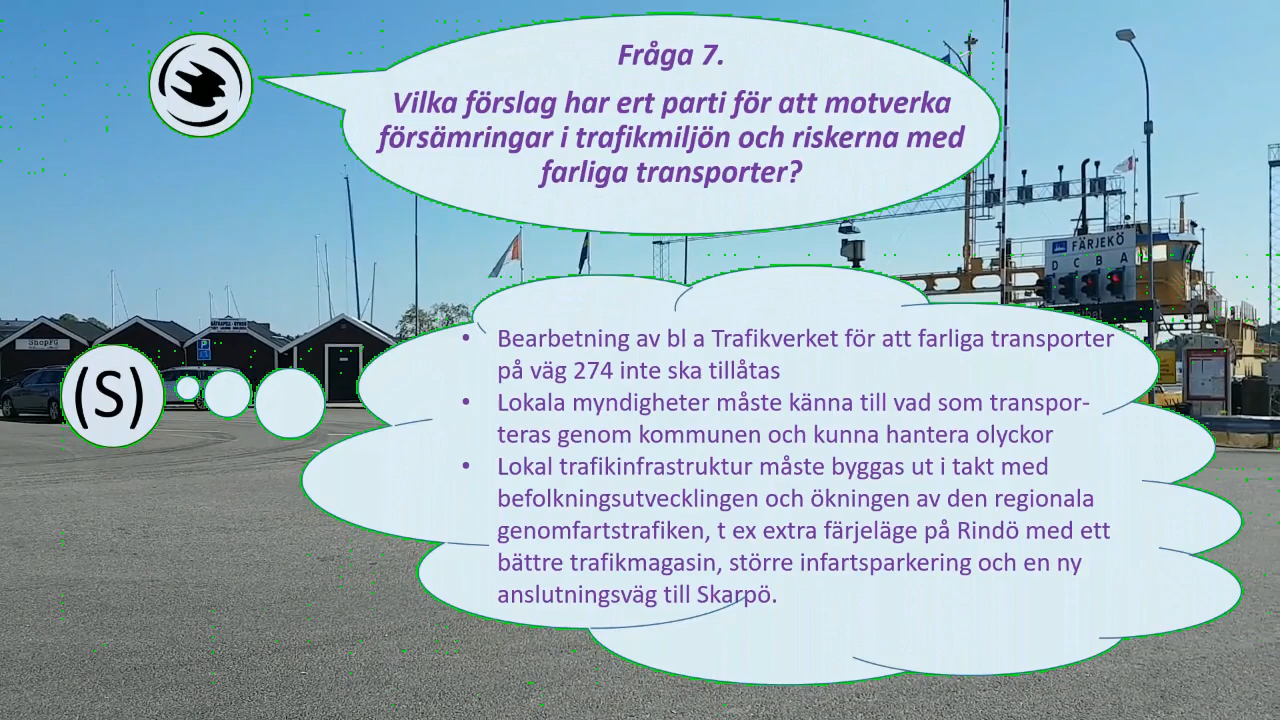 Fråga 7.
Vilka förslag har ert parti för att motverka
försämringar i trafikmiljön och riskerna med
farliga transporter?
FÄRJEKÖ
D C B A
ShopFG
P
(S)
• Bearbetning av bl a Trafikverket för att farliga transporter
på väg 274 inte ska tillåtas
• Lokala myndigheter måste känna till vad som transpor-
teras genom kommunen och kunna hantera olyckor
• Lokal trafikinfrastruktur måste byggas ut i takt med
befolkningsutvecklingen och ökningen av den regionala
genomfartstrafiken, t ex extra färjeläge på Rindö med ett
bättre trafikmagasin, större infartsparkering och en ny
anslutningsväg till Skarpö.